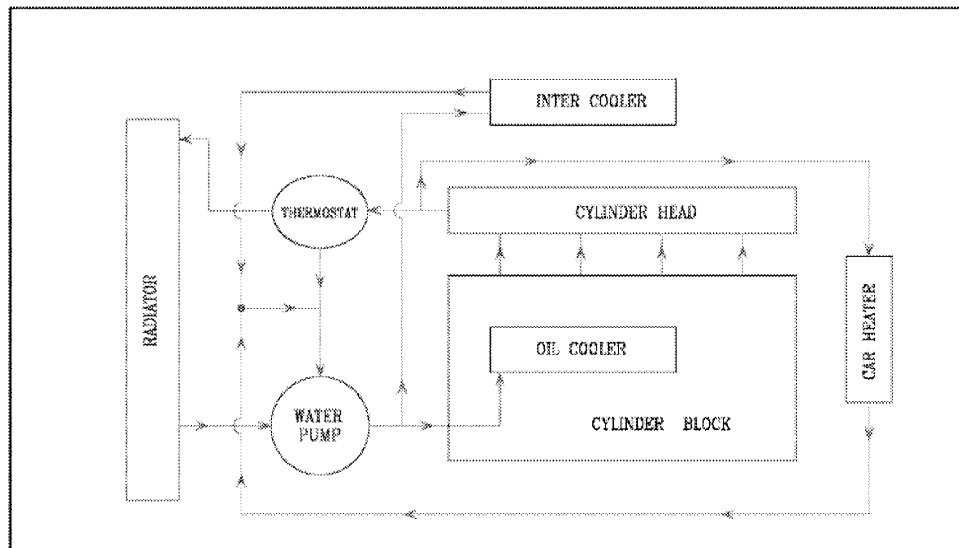 INTER COOLER
THERMOSTAT
CYLINDER HEAD
RADIATOR
CAR HEATER
OIL COOLER
WATER
PUMP
CYLINDER BLOCK